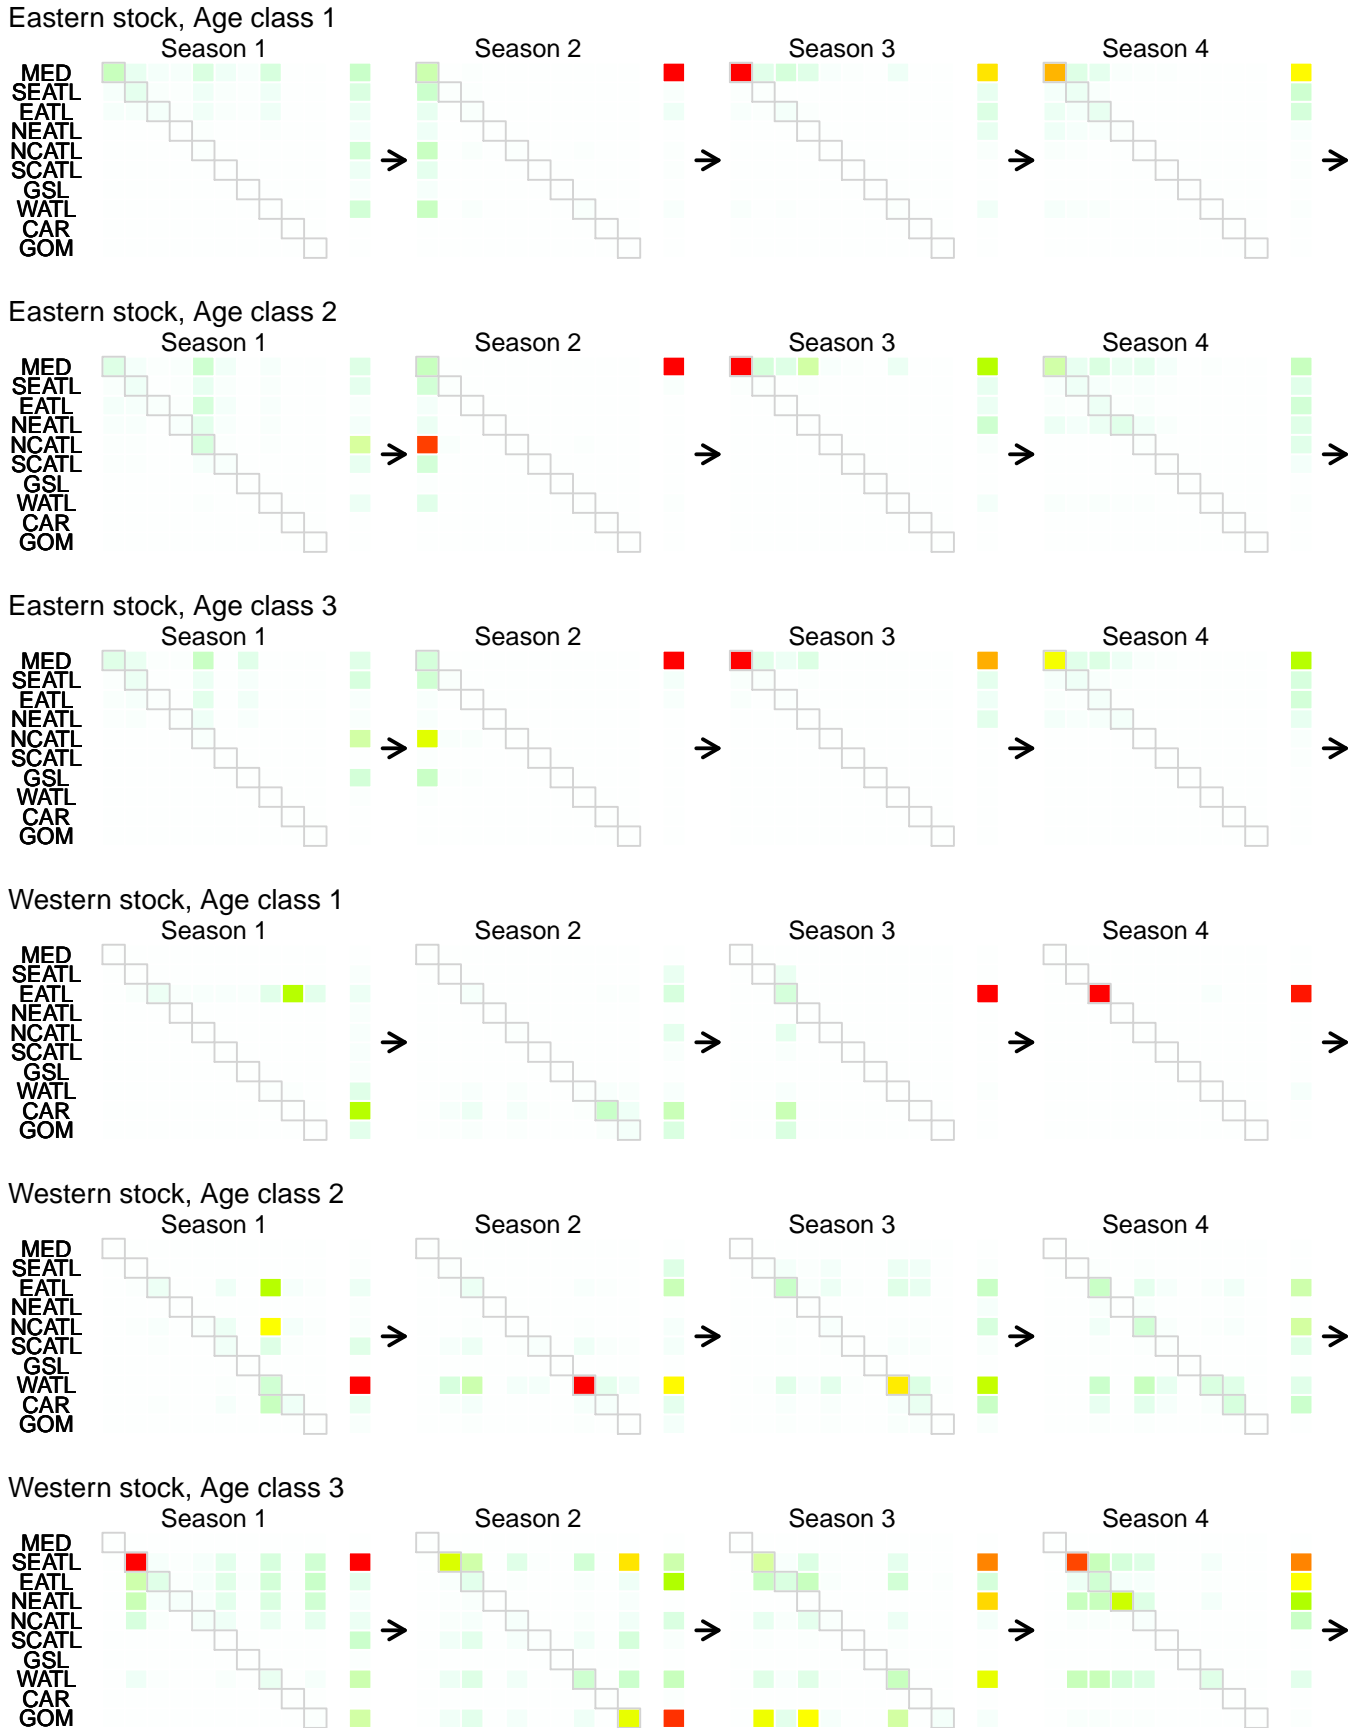 Eastern stock, Age class 1
Season 1 Season 2 Season 3 Season 4
MED
SEATL
EATL
NEATL
NCATL
SCATL
GSL
WATL
CAR
GOM
Eastern stock, Age class 2
Season 1 Season 2 Season 3 Season 4
MED
SEATL
EATL
NEATL
NCATL
SCATL
GSL
WATL
CAR
GOM
Eastern stock, Age class 3
Season 1 Season 2 Season 3 Season 4
MED
SEATL
EATL
NEATL
NCATL
SCATL
GSL
WATL
CAR
GOM
Western stock, Age class 1
Season 1 Season 2 Season 3 Season 4
MED
SEATL
EATL
NEATL
NCATL
SCATL
GSL
WATL
CAR
GOM
Western stock, Age class 2
Season 1 Season 2 Season 3 Season 4
MED
SEATL
EATL
NEATL
NCATL
SCATL
GSL
WATL
CAR
GOM
Western stock, Age class 3
Season 1 Season 2 Season 3 Season 4
MED
SEATL
EATL
NEATL
NCATL
SCATL
GSL
WATL
CAR
GOM